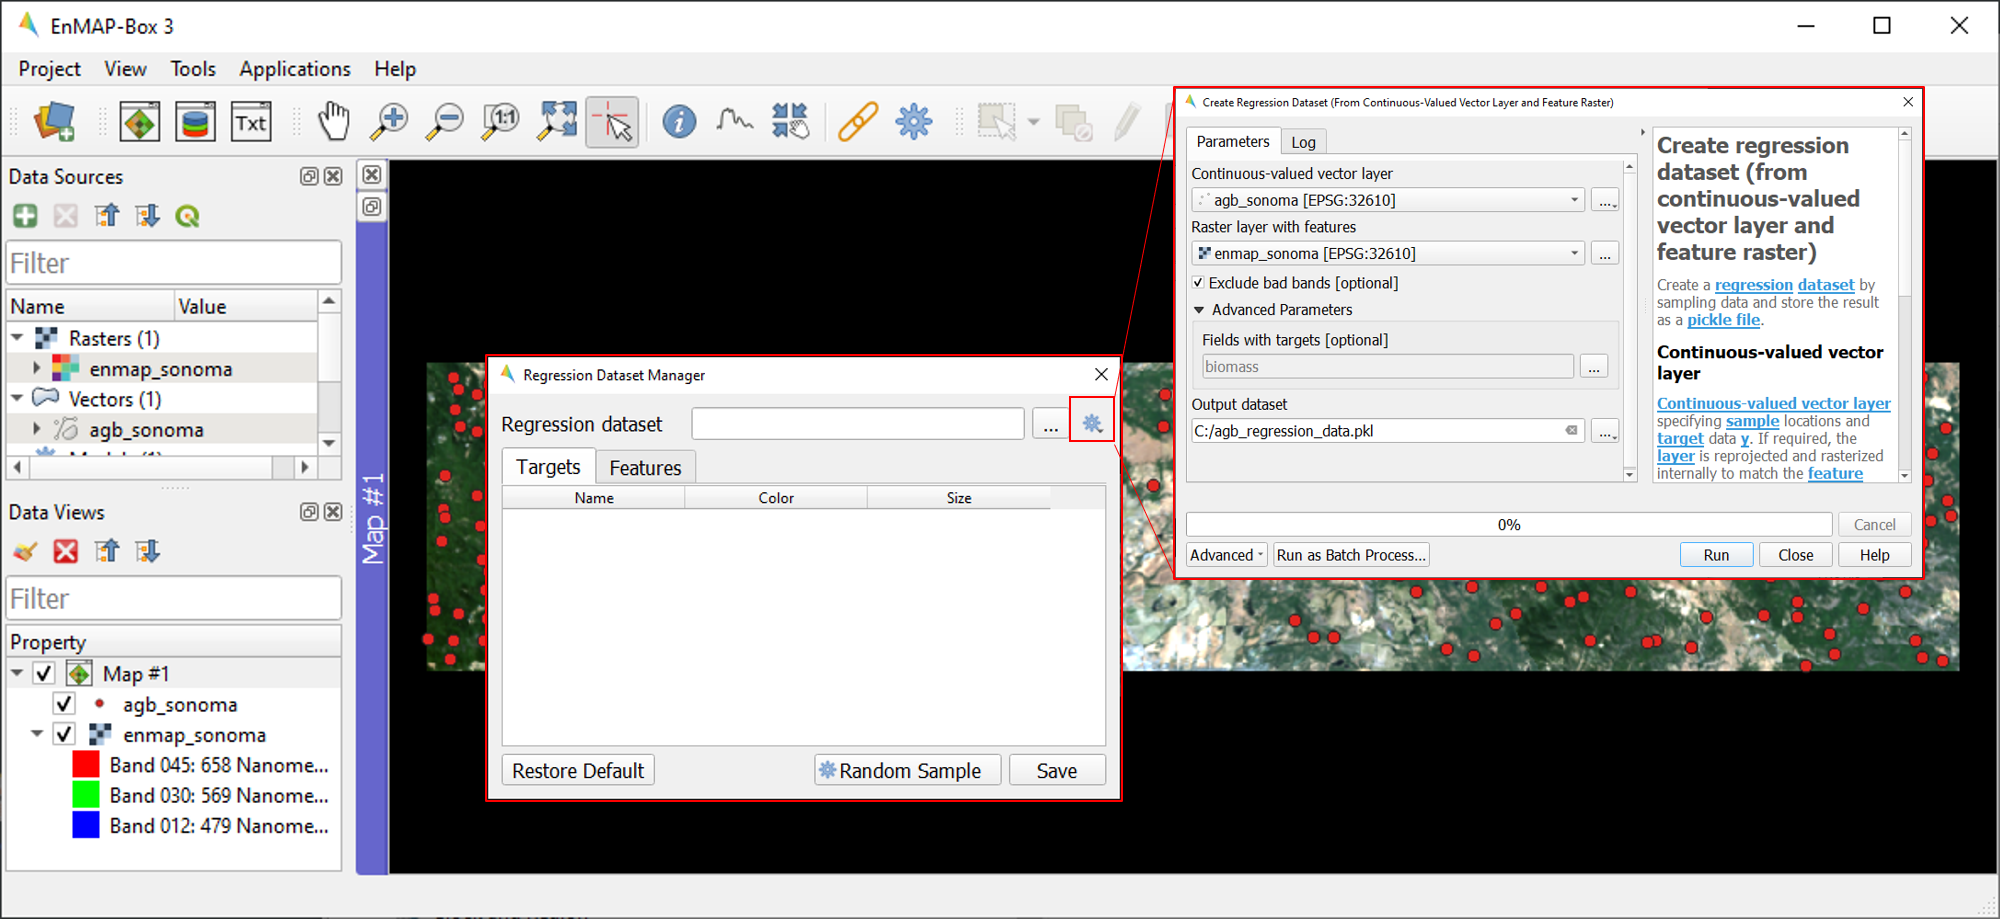 EnMAP-Box 3
Project View Tools Applications Help
Txt
1:1
Data Sources
Filter
Name Value
Rasters (1)
enmap_sonoma
Vectors (1)
agb_sonoma
Data Views
Filter
Property
Map #1
agb_sonoma
enmap_sonoma
Band 045: 658 Nanome...
Band 030: 569 Nanome...
Band 012: 479 Nanome...
Map #1
Regression Dataset Manager
Regression dataset
...
Targets Features
Name Color Size
Restore Default Random Sample Save
Create Regression Dataset (From Continuous-Valued Vector Layer and Feature Raster)
Parameters Log
Continuous-valued vector layer
agb_sonoma [EPSG:32610] ...
Raster layer with features
enmap_sonoma [EPSG:32610] ...
Exclude bad bands [optional]
Advanced Parameters
Fields with targets [optional]
biomass ...
Output dataset
C:/agb_regression_data.pkl ...
Create regression
dataset (from
continuous-valued
vector layer and
feature raster)
Create a regression dataset by
sampling data and store the result
as a pickle file.
Continuous-valued vector
layer
Continuous-valued vector layer
specifying sample locations and
target data y. If required, the
layer is reprojected and rasterized
internally to match the feature
0% Cancel
Advanced Run as Batch Process... Run Close Help